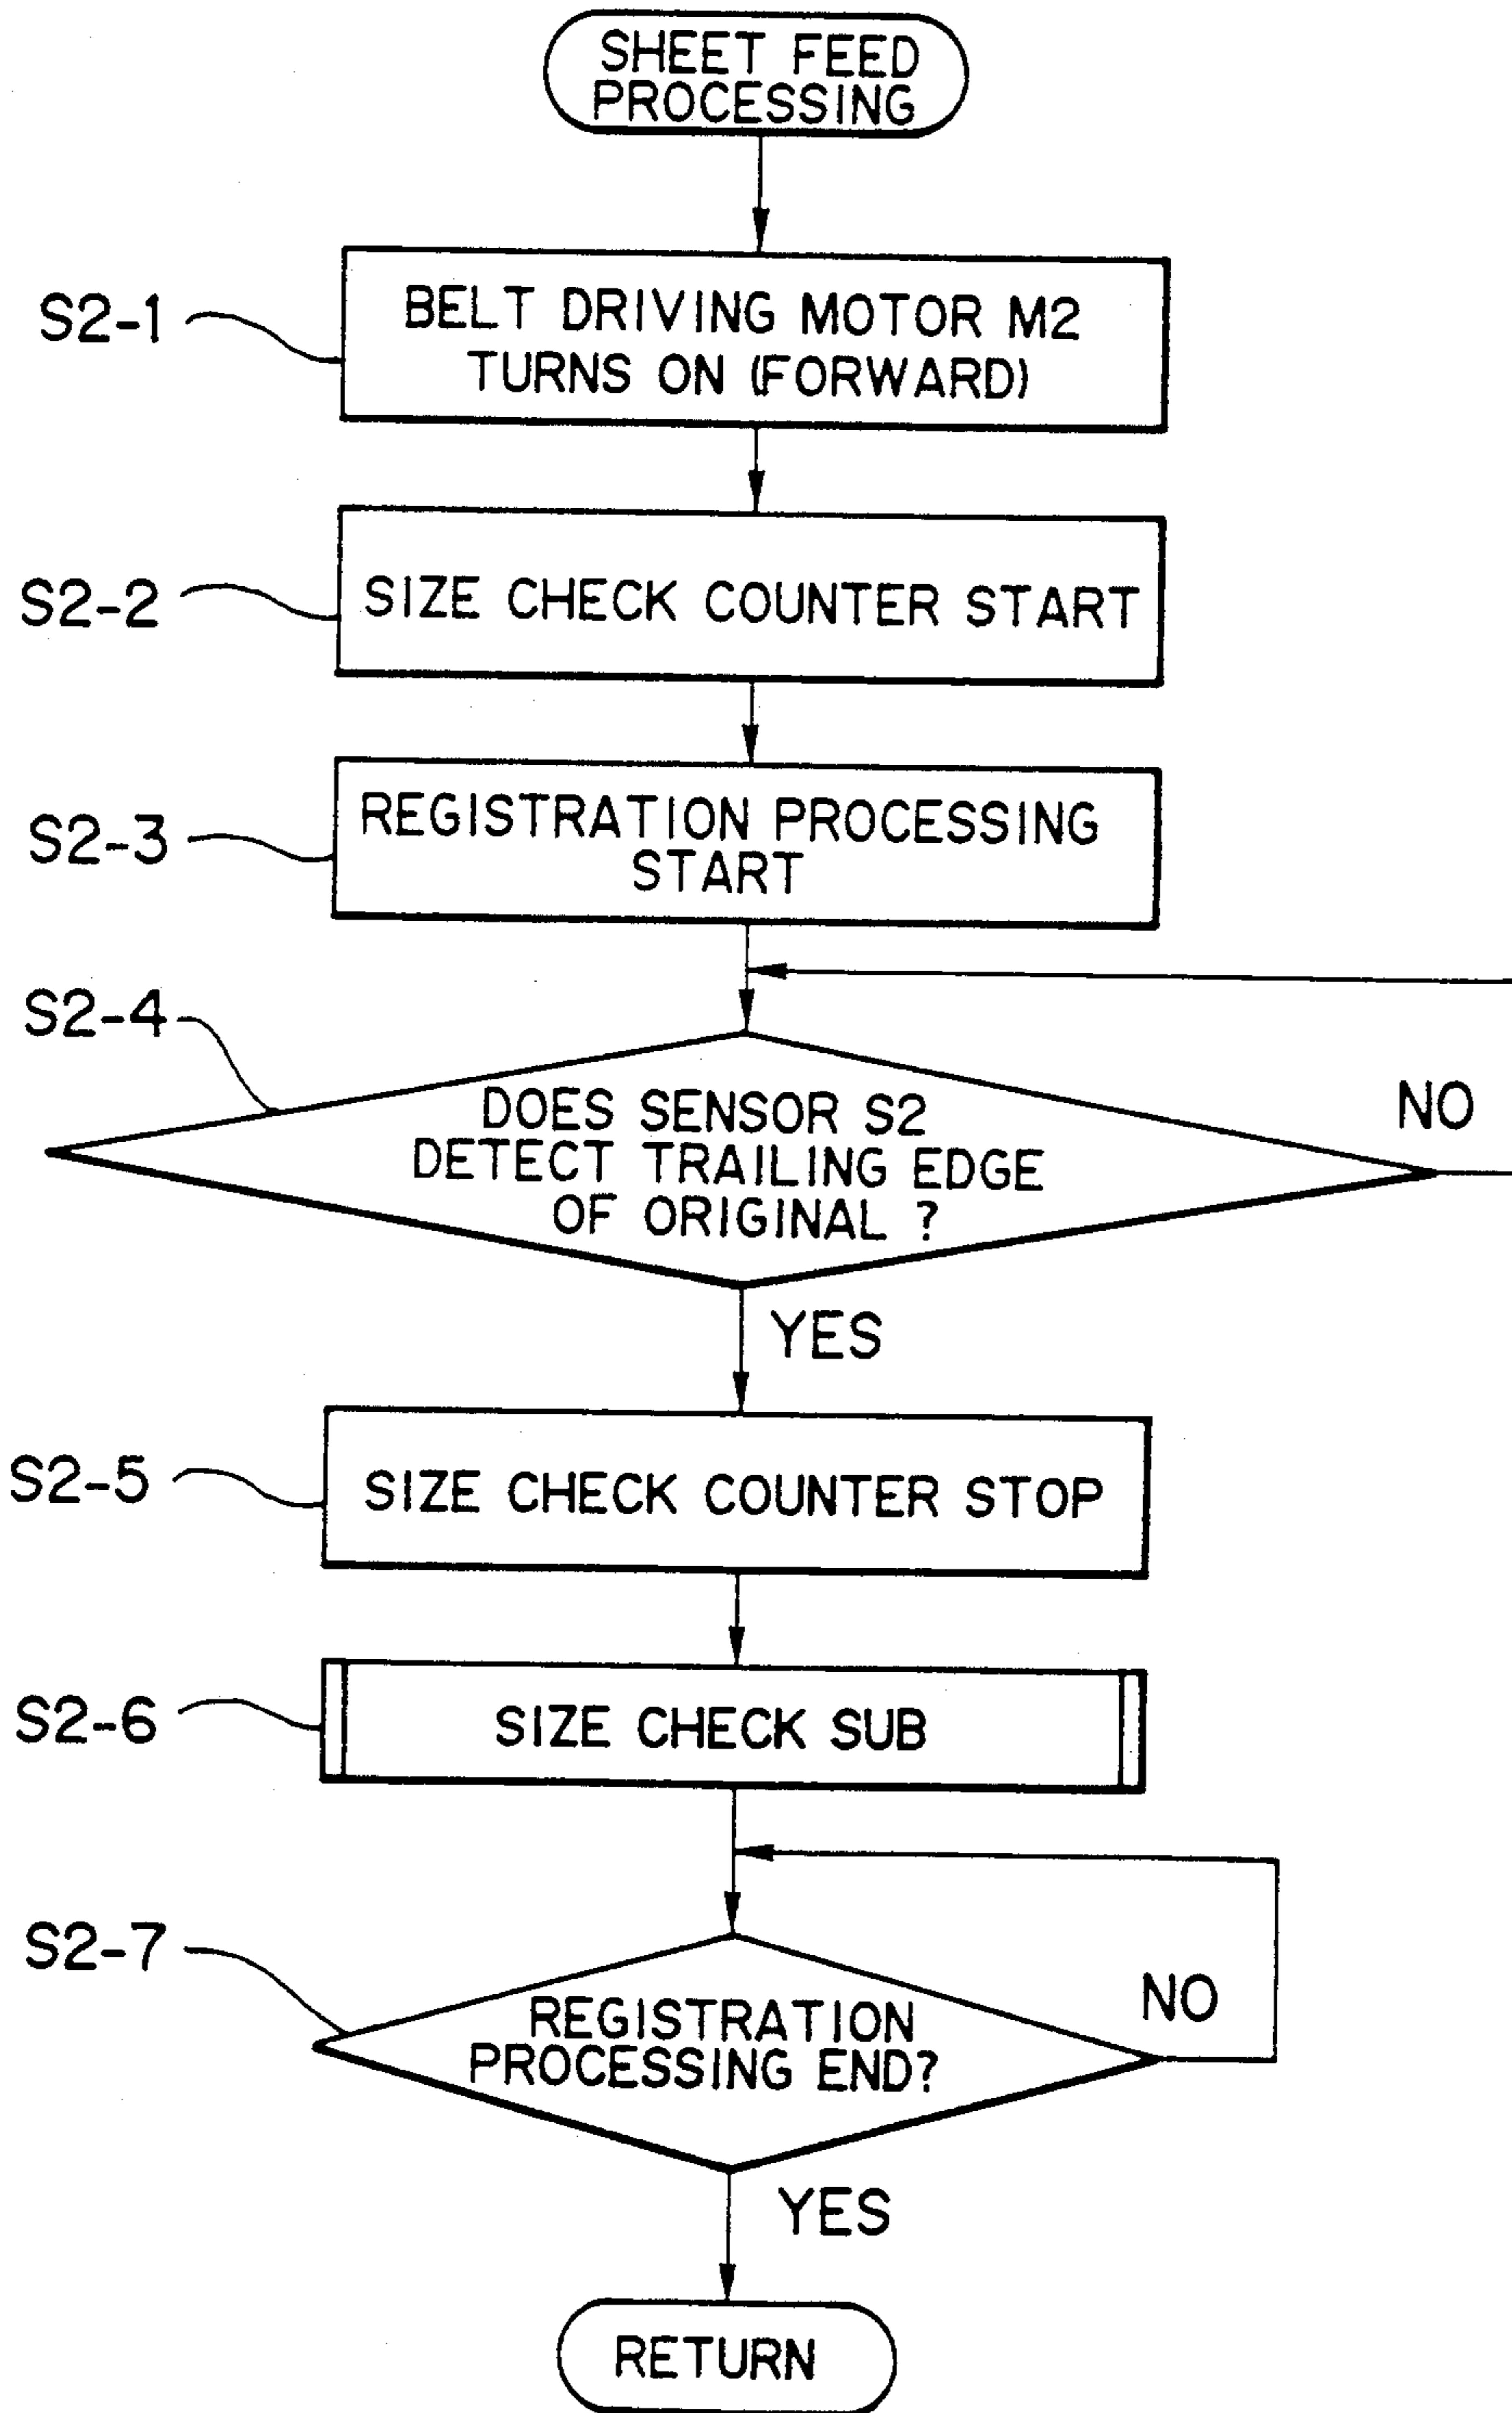 SHEET FEED
PROCESSING
S2-1
BELT DRIVING MOTOR M2
TURNS ON (FORWARD)
S2-2
SIZE CHECK COUNTER START
S2-3
REGISTRATION PROCESSING
START
S2-4
DOES SENSOR S2
DETECT TRAILING EDGE
OF ORIGINAL ?
NO
YES
S2-5
SIZE CHECK COUNTER STOP
S2-6
SIZE CHECK SUB
S2-7
REGISTRATION
PROCESSING END?
NO
YES
RETURN